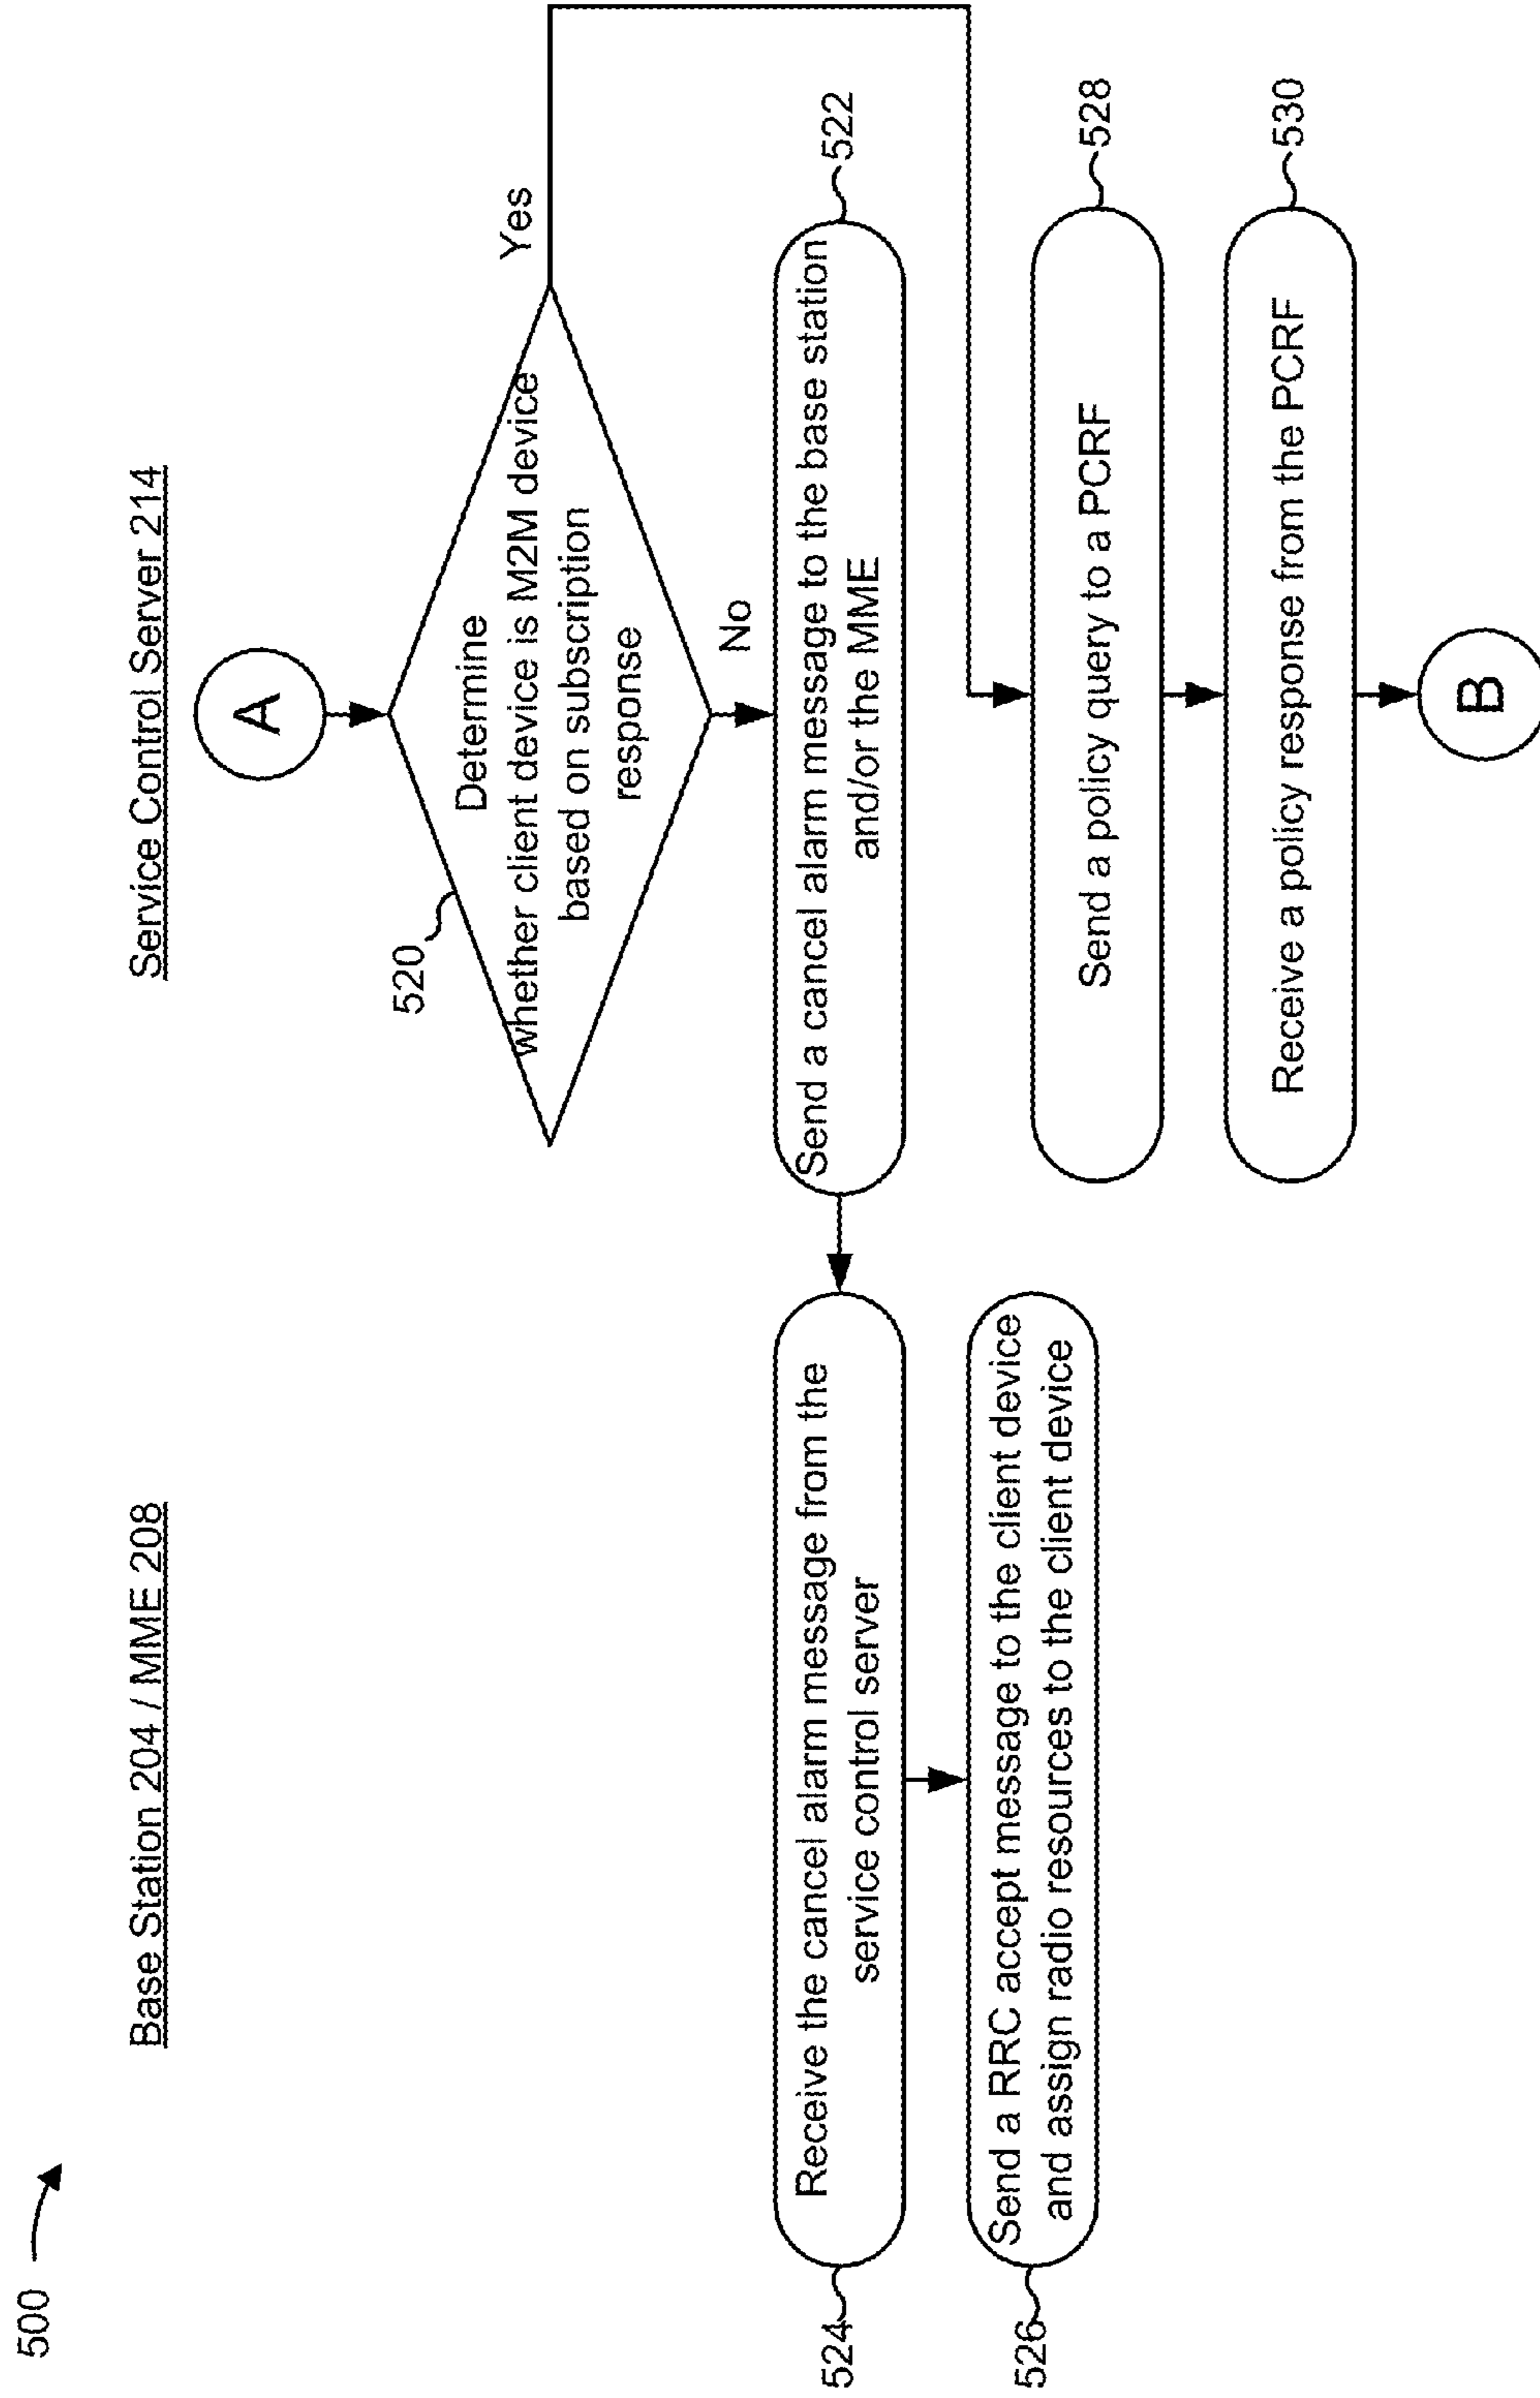 500
Base Station 204 / MME 208
Service Control Server 214
A
520
Determine
whether client device is M2M device
based on subscription
response
Yes
No
Send a cancel alarm message to the base station
and/or the MME
522
Receive the cancel alarm message from the
service control server
524
Send a RRC accept message to the client device
and assign radio resources to the client device
526
Send a policy query to a PCRF
528
Receive a policy response from the PCRF
530
B